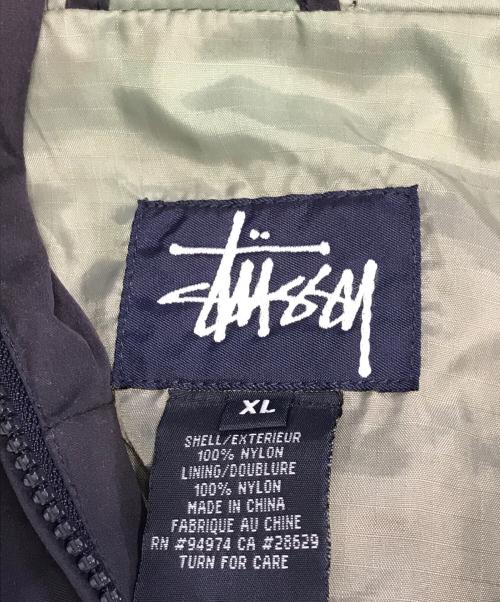 Stüssy
XL
SHELL/EXTERIEUR
100% NYLON
LINING/DOUBLURE
100% NYLON
MADE IN CHINA
FABRIQUE AU CHINE
RN #94974 CA #28629
TURN FOR CARE